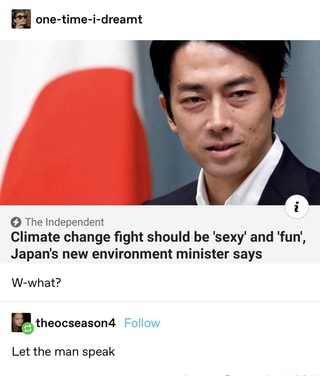 one-time-i-dreamt
i
The Independent
Climate change fight should be 'sexy' and 'fun',
Japan's new environment minister says
W-what?
theocseason4 Follow
Let the man speak